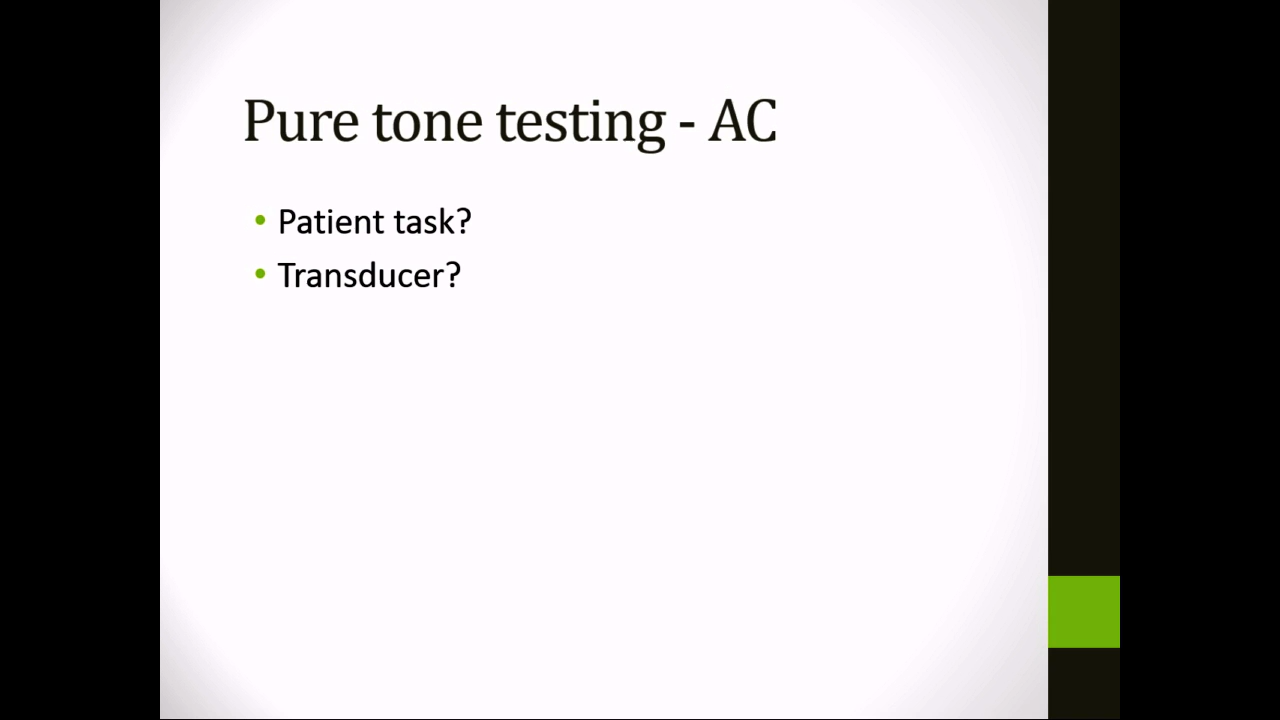 Pure tone testing - AC
• Patient task?
• Transducer?